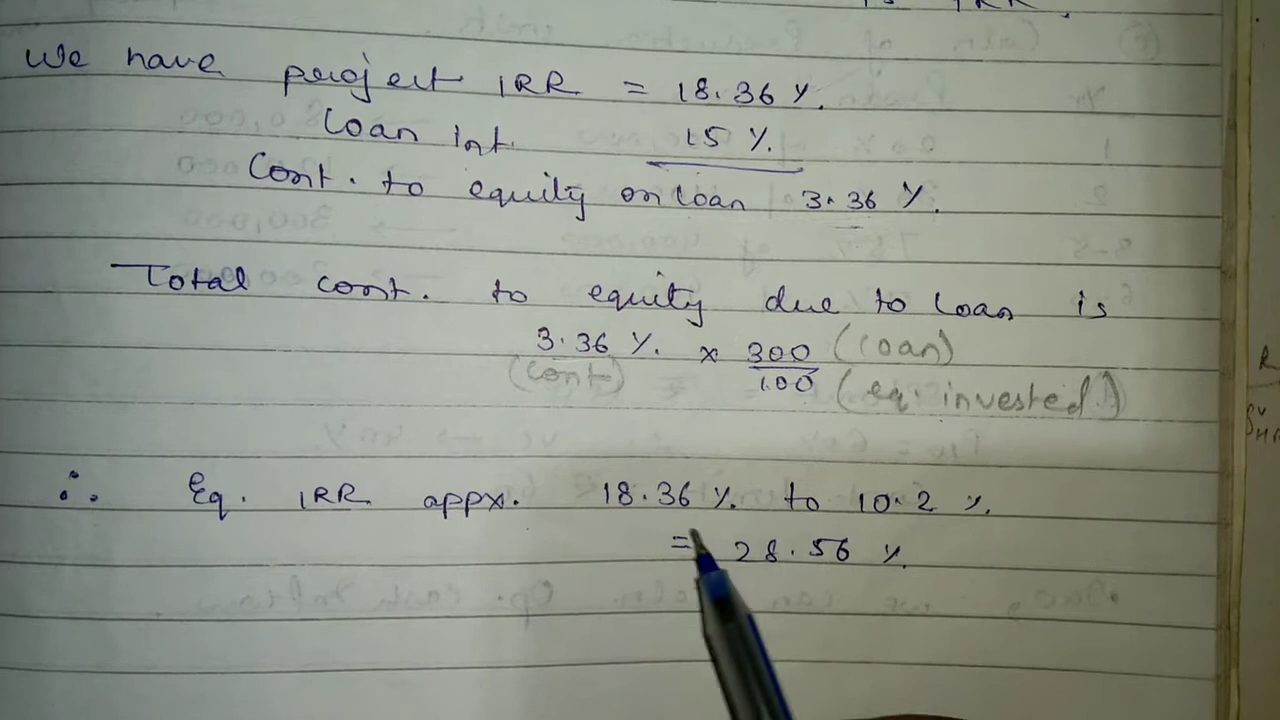 is IRR.
We have project IRR = 18.36 %.
Loan int. 15 %.
Cont. to equity on loan 3.36 %.
Total cont. to equity due to loan is
3.36 % × 300 (loan)
(cont) 100 (eq. invested)
∴ Eq. IRR appx. 18.36 % to 10.2 %
= 28.56 %